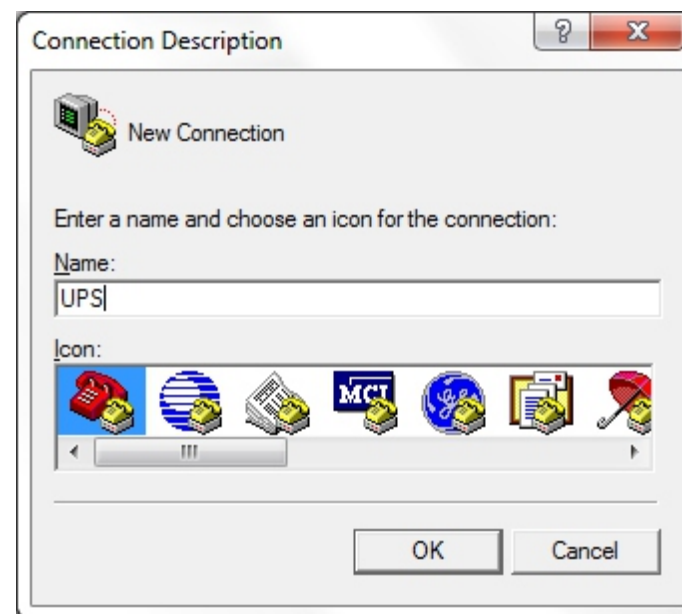 Connection Description
New Connection
Enter a name and choose an icon for the connection:
Name:
UPS
Icon:
MCI
OK
Cancel